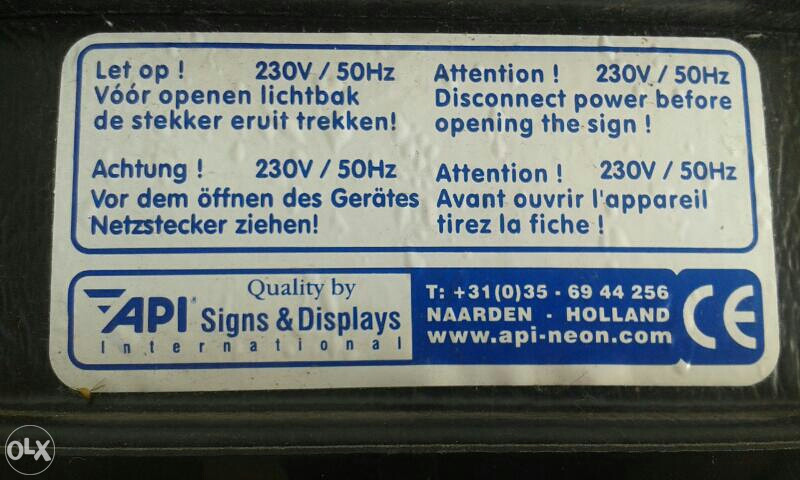 Let op ! 230V / 50Hz
Vóór openen lichtbak
de stekker eruit trekken!
Attention ! 230V / 50Hz
Disconnect power before
opening the sign !
Achtung ! 230V / 50Hz
Vor dem öffnen des Gerätes
Netzstecker ziehen!
Attention ! 230V / 50Hz
Avant ouvrir l'appareil
tirez la fiche !
API®
Quality by
Signs & Displays
International
T: +31(0)35 - 69 44 256
NAARDEN - HOLLAND
www.api-neon.com
CE
OLX